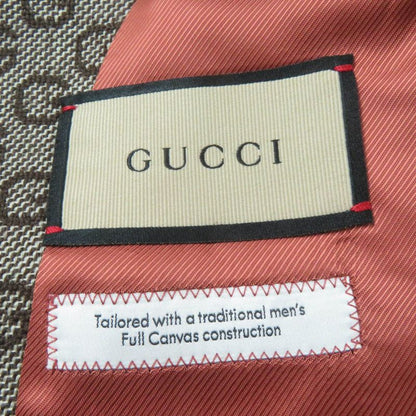 GUCCI
Tailored with a traditional men's
Full Canvas construction